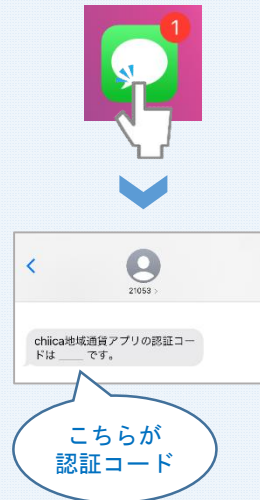 1
21053 >
chiica地域通貨アプリの認証コー
ドは ____ です。
こちらが
認証コード